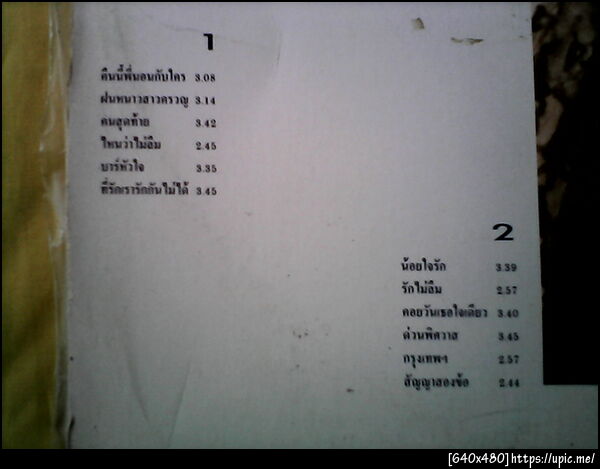 1
คืนนี้พี่นอนกับใคร 3.08
ฝนหนาวสาวครวญ 3.14
คนสุดท้าย 3.42
ไหนว่าไม่ลืม 2.45
บาร์หัวใจ 3.35
ที่รักเรารักกันไม่ได้ 3.45
2
น้อยใจรัก 3.39
รักไม่ลืม 2.57
คอยวันเธอใจเดียว 3.40
ด่วนพิศวาส 3.45
กรุงเทพฯ 2.57
สัญญาสองข้อ 2.44
[640x480]https://upic.me/